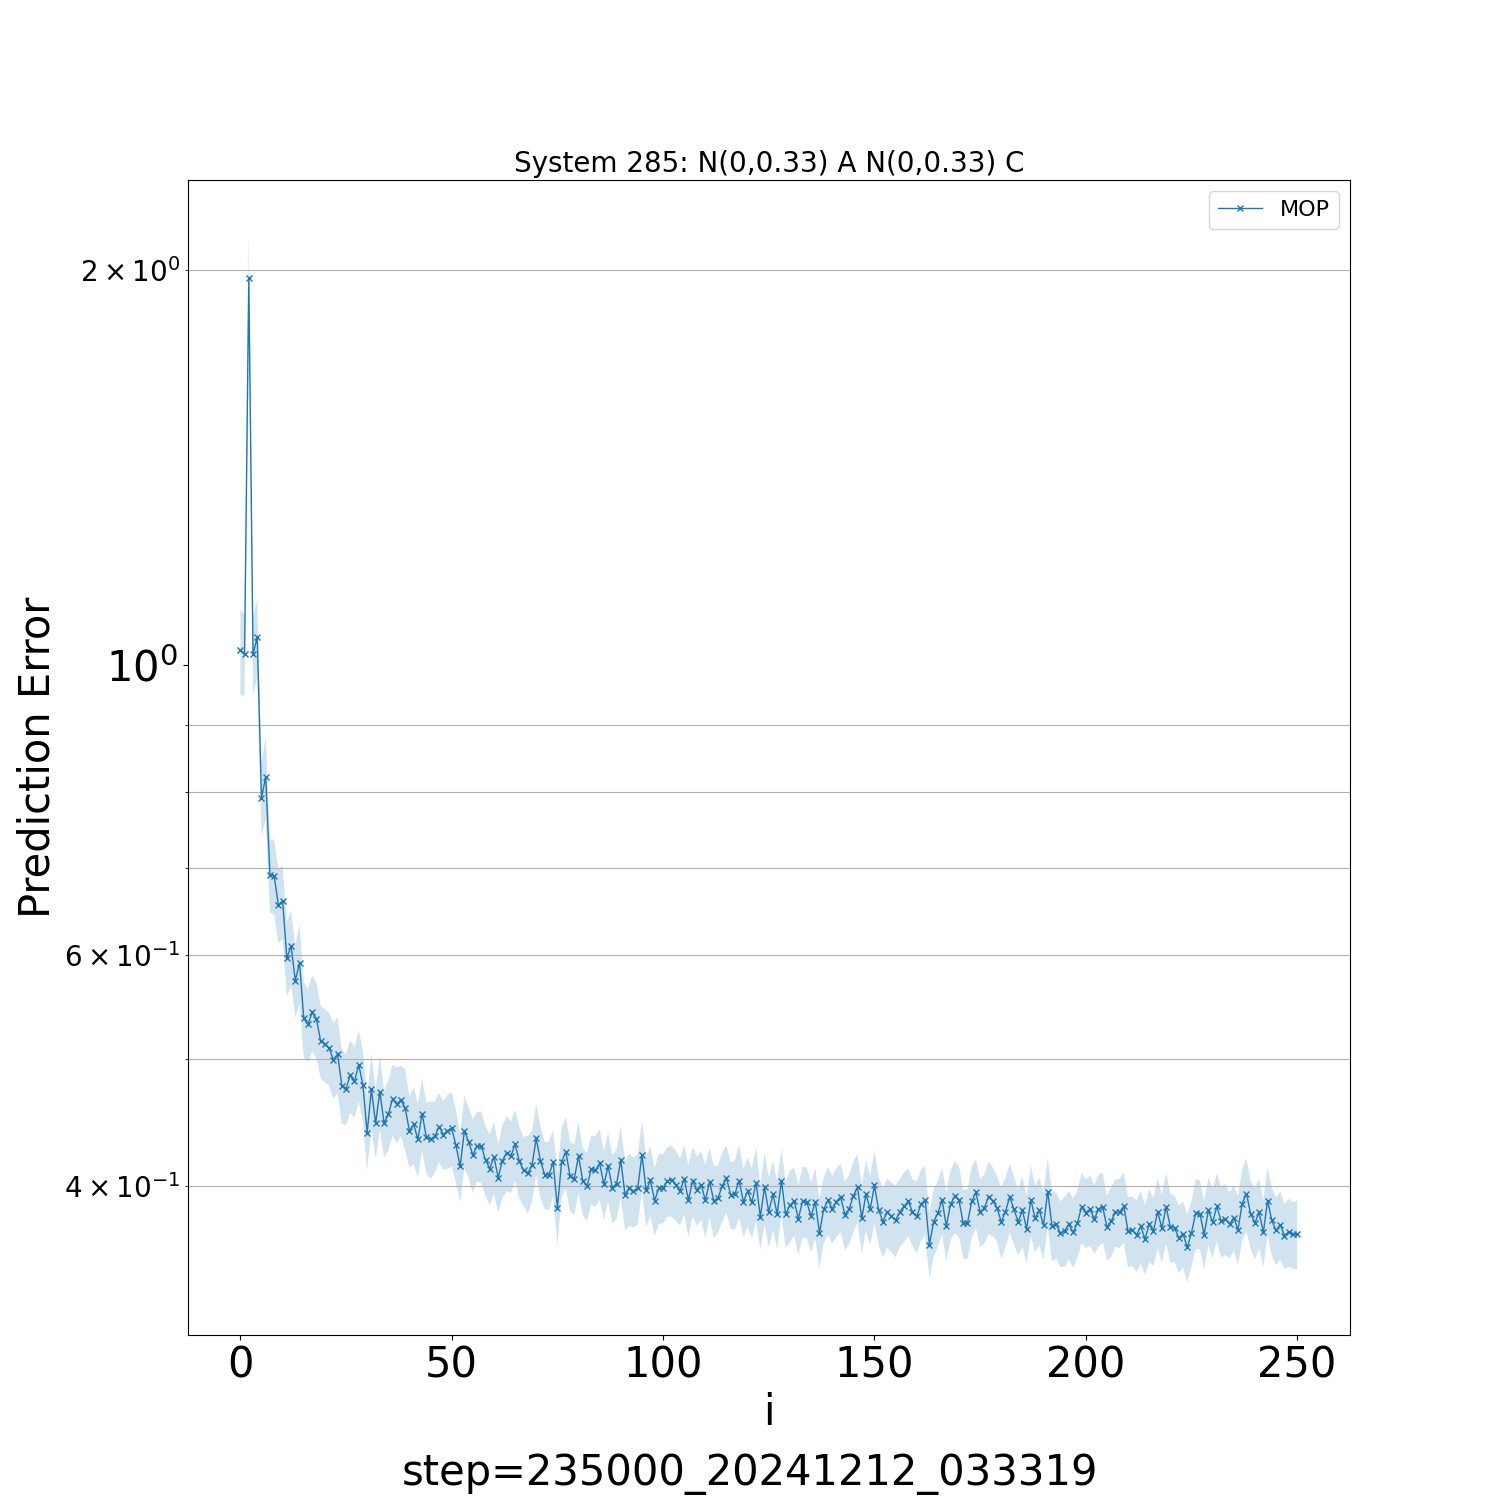 System 285: N(0,0.33) A N(0,0.33) C
MOP
2 × 10⁰
10⁰
6 × 10⁻¹
4 × 10⁻¹
Prediction Error
0 50 100 150 200 250
i
step=235000_20241212_033319